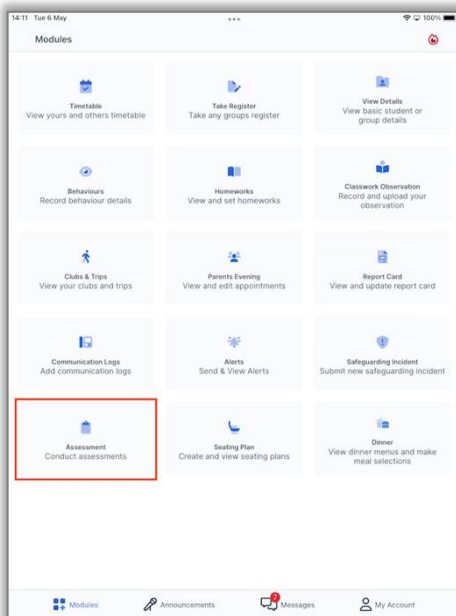 14:11 Tue 6 May
100%
Modules
Timetable
View yours and others timetable
Take Register
Take any groups register
View Details
View basic student or
group details
Behaviours
Record behaviour details
Homeworks
View and set homeworks
Classwork Observation
Record and upload your
observation
Clubs & Trips
View your clubs and trips
Parents Evening
View and edit appointments
Report Card
View and update report card
Communication Logs
Add communication logs
Alerts
Send & View Alerts
Safeguarding Incident
Submit new safeguarding incident
Assessment
Conduct assessments
Seating Plan
Create and view seating plans
Dinner
View dinner menus and make
meal selections
Modules
Announcements
7
Messages
My Account